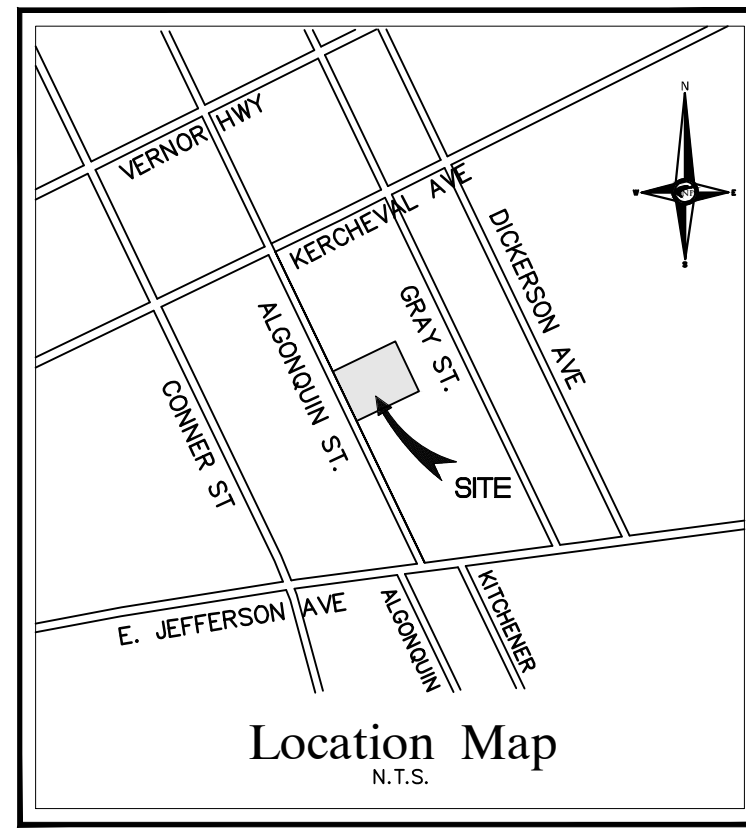 VERNOR HWY
N
KERCHEVAL AVE
W
E
S
DICKERSON AVE
GRAY ST.
ALGONQUIN ST.
CONNER ST
SITE
E. JEFFERSON AVE
ALGONQUIN
KITCHENER
Location Map
N.T.S.